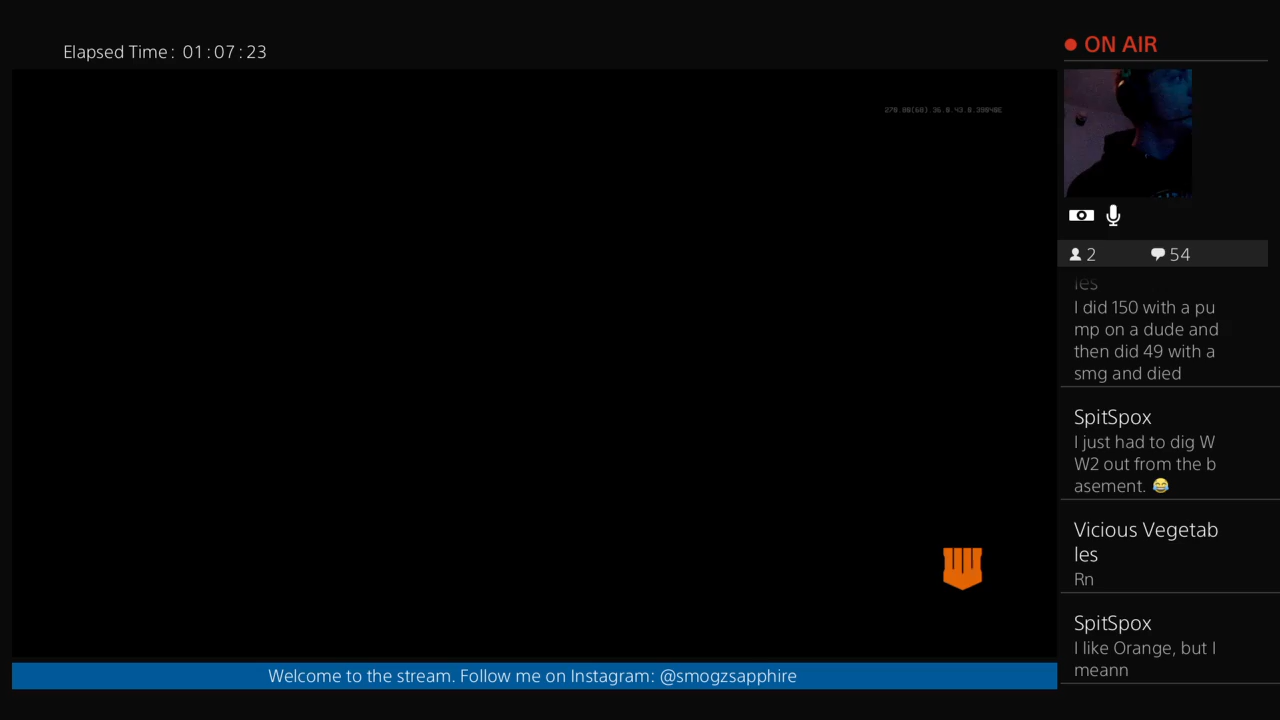 Elapsed Time: 01:07:23
ON AIR
2
54
les
I did 150 with a pu
mp on a dude and
then did 49 with a
smg and died
SpitSpox
I just had to dig W
W2 out from the b
asement. 😂
Vicious Vegetab
les
Rn
SpitSpox
I like Orange, but I
meann
Welcome to the stream. Follow me on Instagram: @smogzsapphire